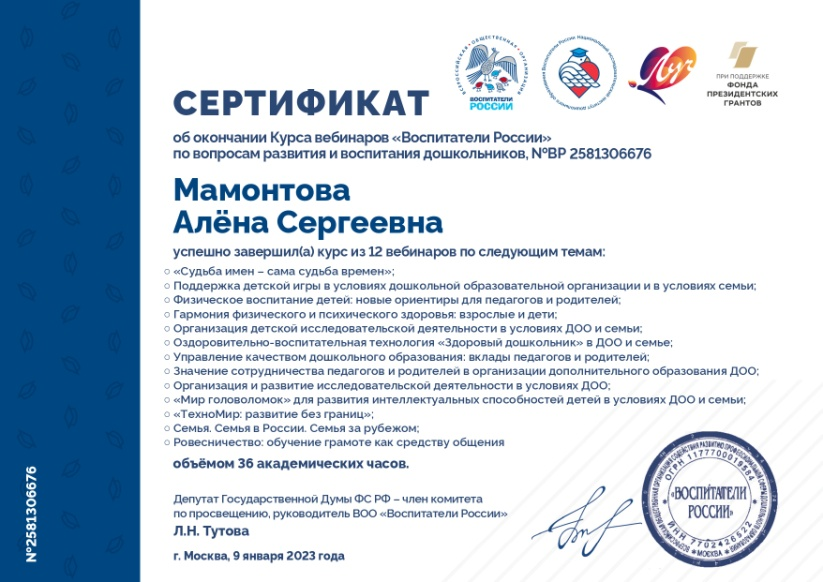 ВСЕРОССИЙСКАЯ ОБЩЕСТВЕННАЯ ОРГАНИЗАЦИЯ
ВОСПИТАТЕЛИ
РОССИИ
Луч
ПРИ ПОДДЕРЖКЕ
ФОНДА
ПРЕЗИДЕНТСКИХ
ГРАНТОВ
СЕРТИФИКАТ
об окончании Курса вебинаров «Воспитатели России»
по вопросам развития и воспитания дошкольников, №ВР 2581306676
Мамонтова
Алёна Сергеевна
успешно завершил(а) курс из 12 вебинаров по следующим темам:
○ «Судьба имен – сама судьба времен»;
○ Поддержка детской игры в условиях дошкольной образовательной организации и в условиях семьи;
○ Физическое воспитание детей: новые ориентиры для педагогов и родителей;
○ Гармония физического и психического здоровья: взрослые и дети;
○ Организация детской исследовательской деятельности в условиях ДОО и семьи;
○ Оздоровительно-воспитательная технология «Здоровый дошкольник» в ДОО и семье;
○ Управление качеством дошкольного образования: вклады педагогов и родителей;
○ Значение сотрудничества педагогов и родителей в организации дополнительного образования ДОО;
○ Организация и развитие исследовательской деятельности в условиях ДОО;
○ «Мир головоломок» для развития интеллектуальных способностей детей в условиях ДОО и семьи;
○ «ТехноМир: развитие без границ»;
○ Семья. Семья в России. Семья за рубежом;
○ Ровесничество: обучение грамоте как средству общения
объёмом 36 академических часов.
Депутат Государственной Думы ФС РФ – член комитета
по просвещению, руководитель ВОО «Воспитатели России»
Л.Н. Тутова
г. Москва, 9 января 2023 года
№2581306676
ОГРН 1177700019584
«ВОСПИТАТЕЛИ
РОССИИ»
ИНН 7702426522
МОСКВА